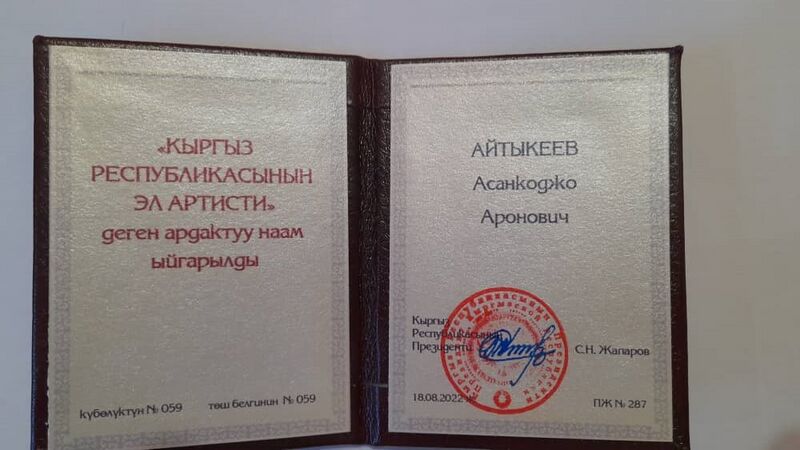 «КЫРГЫЗ
РЕСПУБЛИКАСЫНЫН
ЭЛ АРТИСТИ»
деген ардактуу наам
ыйгарылды
күбөлүктүн № 059 төш белгинин № 059
АЙТЫКЕЕВ
Асанкоджо
Аронович
Кыргыз
Республикасынын
Президенти
С.Н. Жапаров
18.08.2022-ж.
ПЖ № 287